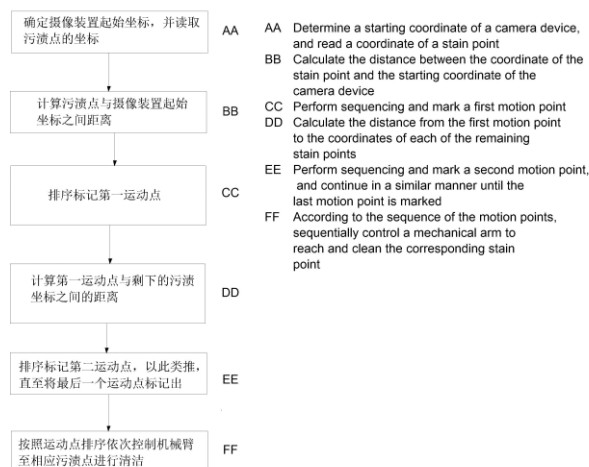 确定摄像装置起始坐标，并读取
污渍点的坐标
AA
计算污渍点与摄像装置起始
坐标之间距离
BB
排序标记第一运动点
CC
计算第一运动点与剩下的污渍
坐标之间的距离
DD
排序标记第二运动点，以此类推，
直至将最后一个运动点标记出
EE
按照运动点排序依次控制机械臂
至相应污渍点进行清洁
FF
AA Determine a starting coordinate of a camera device,
and read a coordinate of a stain point
BB Calculate the distance between the coordinate of the
stain point and the starting coordinate of the
camera device
CC Perform sequencing and mark a first motion point
DD Calculate the distance from the first motion point
to the coordinates of each of the remaining
stain points
EE Perform sequencing and mark a second motion point,
and continue in a similar manner until the
last motion point is marked
FF According to the sequence of the motion points,
sequentially control a mechanical arm to
reach and clean the corresponding stain
point